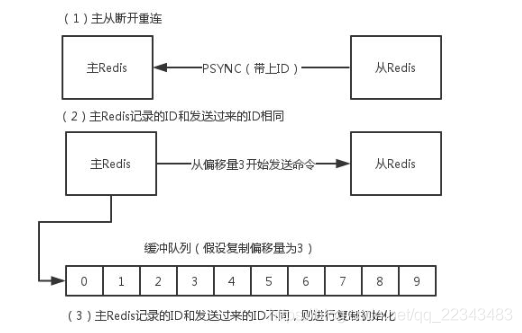 （1）主从断开重连
主Redis
PSYNC（带上ID）
从Redis
（2）主Redis记录的ID和发送过来的ID相同
主Redis
从偏移量3开始发送命令
从Redis
缓冲队列（假设复制偏移量为3）
0 1 2 3 4 5 6 7 8 9
（3）主Redis记录的ID和发送过来的ID不同，则进行复制初始化
net/qq_22343483